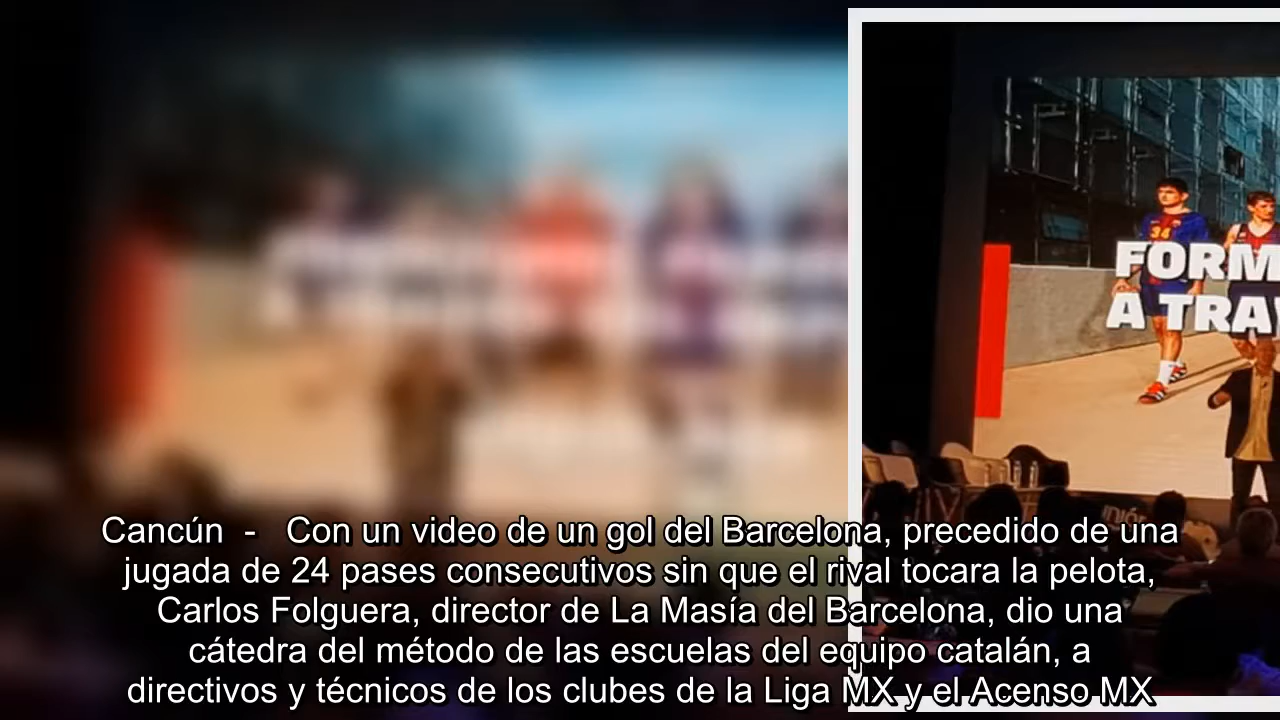 34
FORM
A TRAV
Cancún - Con un video de un gol del Barcelona, precedido de una
jugada de 24 pases consecutivos sin que el rival tocara la pelota,
Carlos Folguera, director de La Masía del Barcelona, dio una
cátedra del método de las escuelas del equipo catalán, a
directivos y técnicos de los clubes de la Liga MX y el Acenso MX